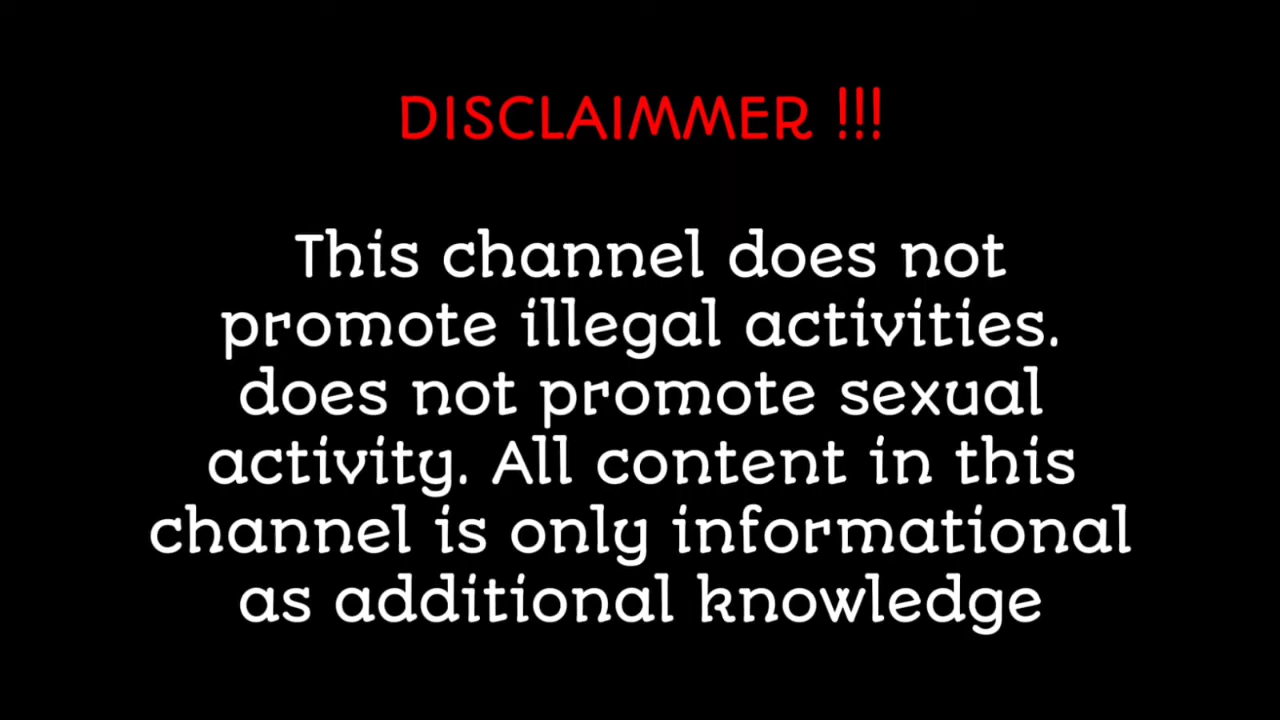 DISCLAIMMER !!!
This channel does not
promote illegal activities.
does not promote sexual
activity. All content in this
channel is only informational
as additional knowledge